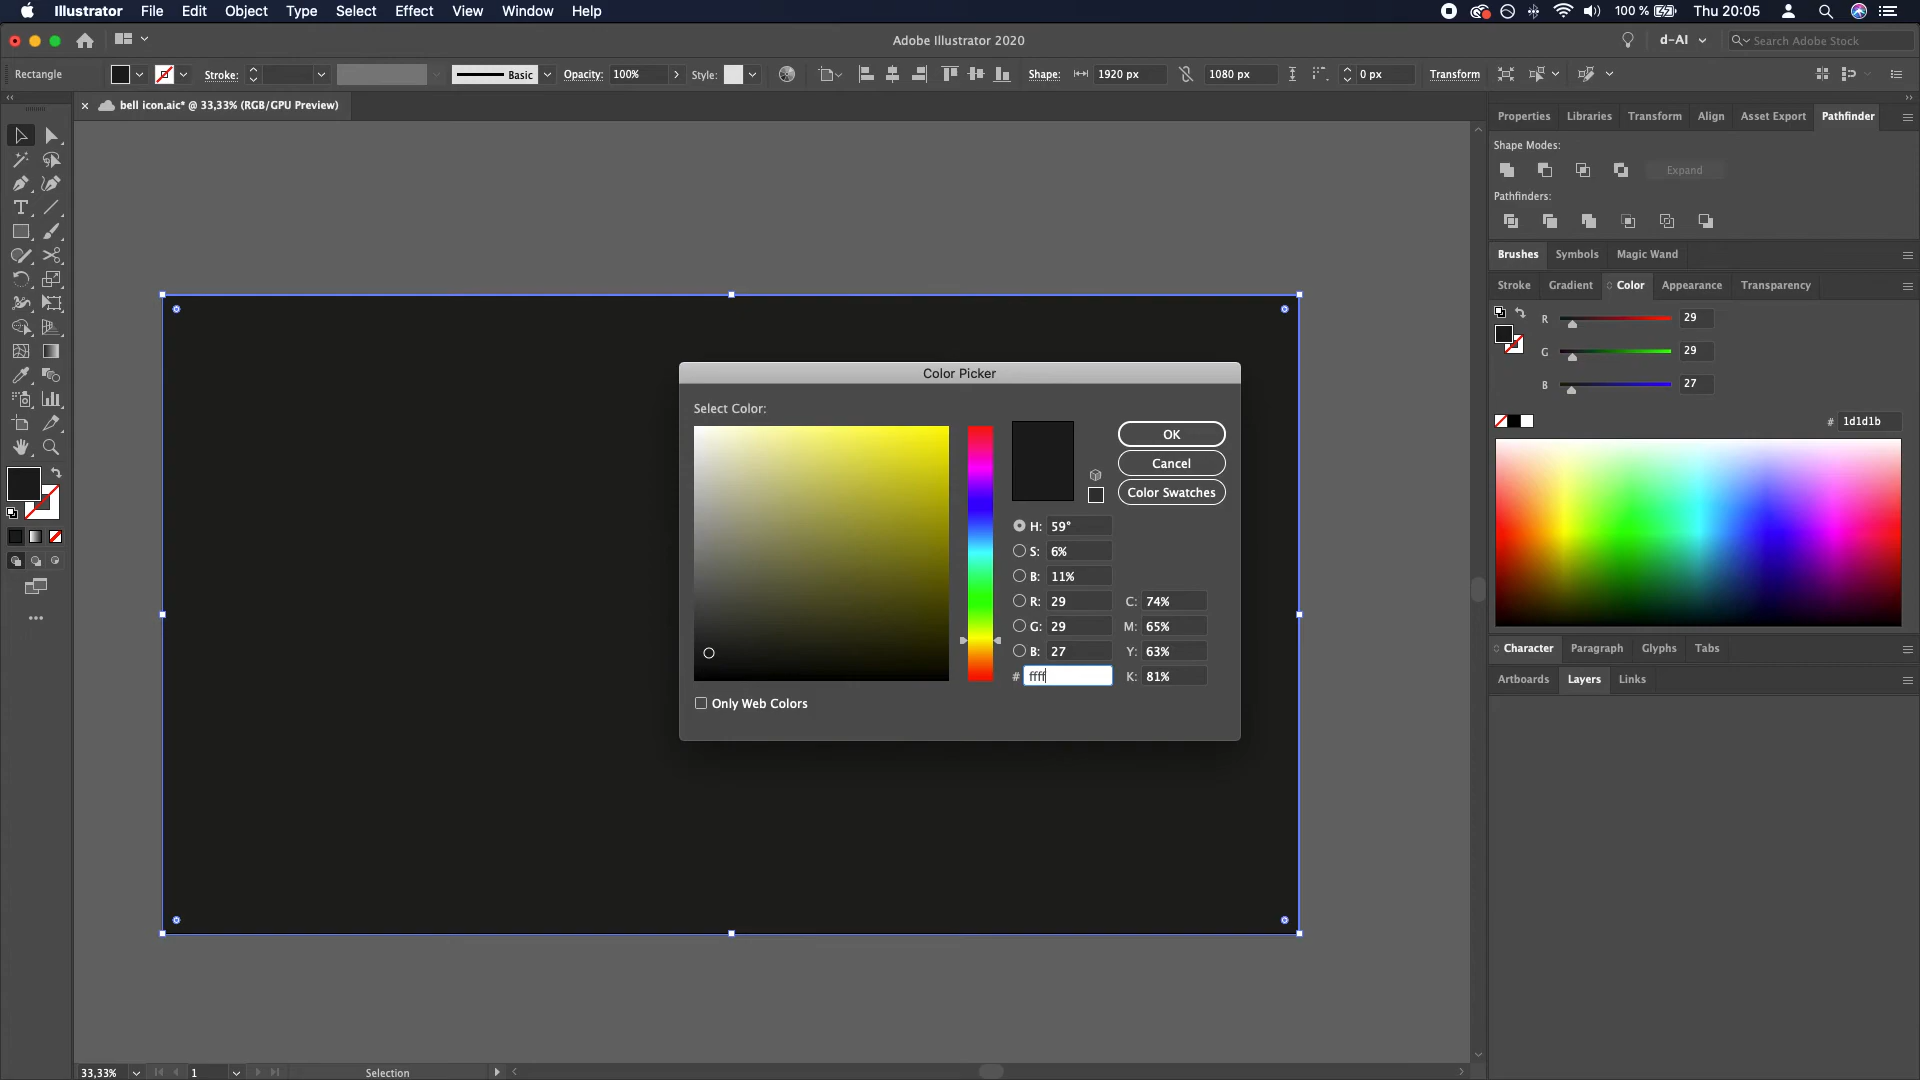 Illustrator File Edit Object Type Select Effect View Window Help 100 % Thu 20:05
Adobe Illustrator 2020 d-AI Search Adobe Stock
Rectangle Stroke: Basic Opacity: 100% Style: Shape: 1920 px 1080 px 0 px Transform
bell icon.aic* @ 33,33% (RGB/GPU Preview)
Properties Libraries Transform Align Asset Export Pathfinder
Shape Modes:
Expand
Pathfinders:
Brushes Symbols Magic Wand
Stroke Gradient Color Appearance Transparency
R 29
G 29
B 27
# 1d1d1b
Character Paragraph Glyphs Tabs
Artboards Layers Links
Color Picker
Select Color:
OK
Cancel
Color Swatches
H: 59°
S: 6%
B: 11%
R: 29 C: 74%
G: 29 M: 65%
B: 27 Y: 63%
# ffff K: 81%
Only Web Colors
33,33% 1 Selection